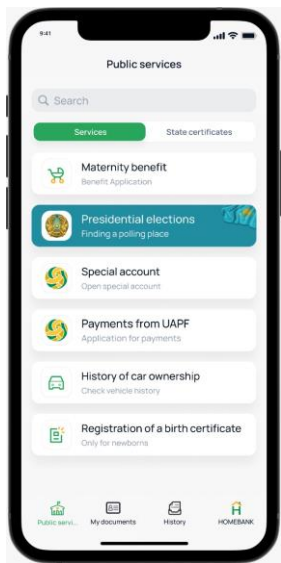 9:41
Public services
Search
Services
State certificates
Maternity benefit
Benefit Application
Presidential elections
Finding a polling place
Special account
Open special account
Payments from UAPF
Application for payments
History of car ownership
Check vehicle history
Registration of a birth certificate
Only for newborns
Public servi...
My documents
History
HOMEBANK